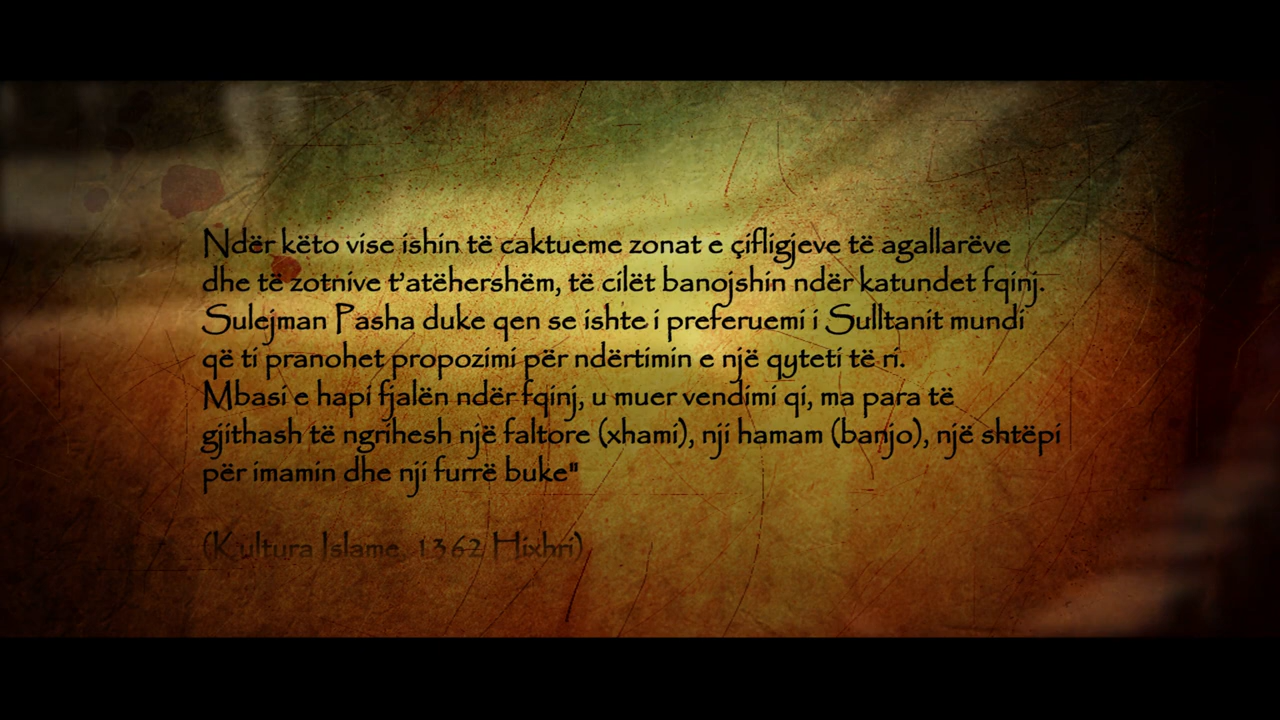 Ndër këto vise ishin të caktueme zonat e çifligjeve të agallarëve
dhe të zotnive t'atëhershëm, të cilët banojshin ndër katundet fqinj.
Sulejman Pasha duke qen se ishte i preferuemi i Sulltanit mundi
që ti pranohet propozimi për ndërtimin e një qyteti të ri.
Mbasi e hapi fjalën ndër fqinj, u muer vendimi qi, ma para të
gjithash të ngrihesh një faltore (xhami), nji hamam (banjo), një shtëpi
për imamin dhe nji furrë buke"
(Kultura Islame, 1362 Hixhri)